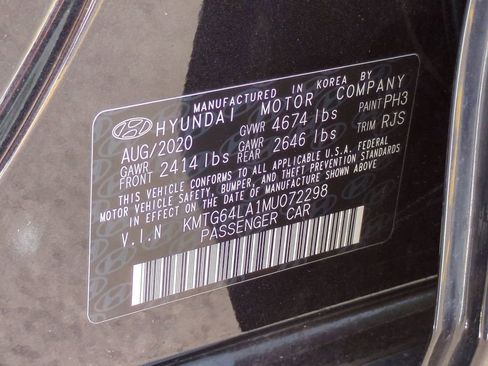 MANUFACTURED IN KOREA BY
HYUNDAI MOTOR COMPANY
AUG/2020 GVWR 4674 lbs PAINT PH3
GAWR FRONT 2414 lbs GAWR REAR 2646 lbs TRIM RJS
THIS VEHICLE CONFORMS TO ALL APPLICABLE U.S.A. FEDERAL
MOTOR VEHICLE SAFETY, BUMPER, AND THEFT PREVENTION STANDARDS
IN EFFECT ON THE DATE OF MANUFACTURE SHOWN ABOVE.
V.I.N KMTG64LA1MU072298
PASSENGER CAR